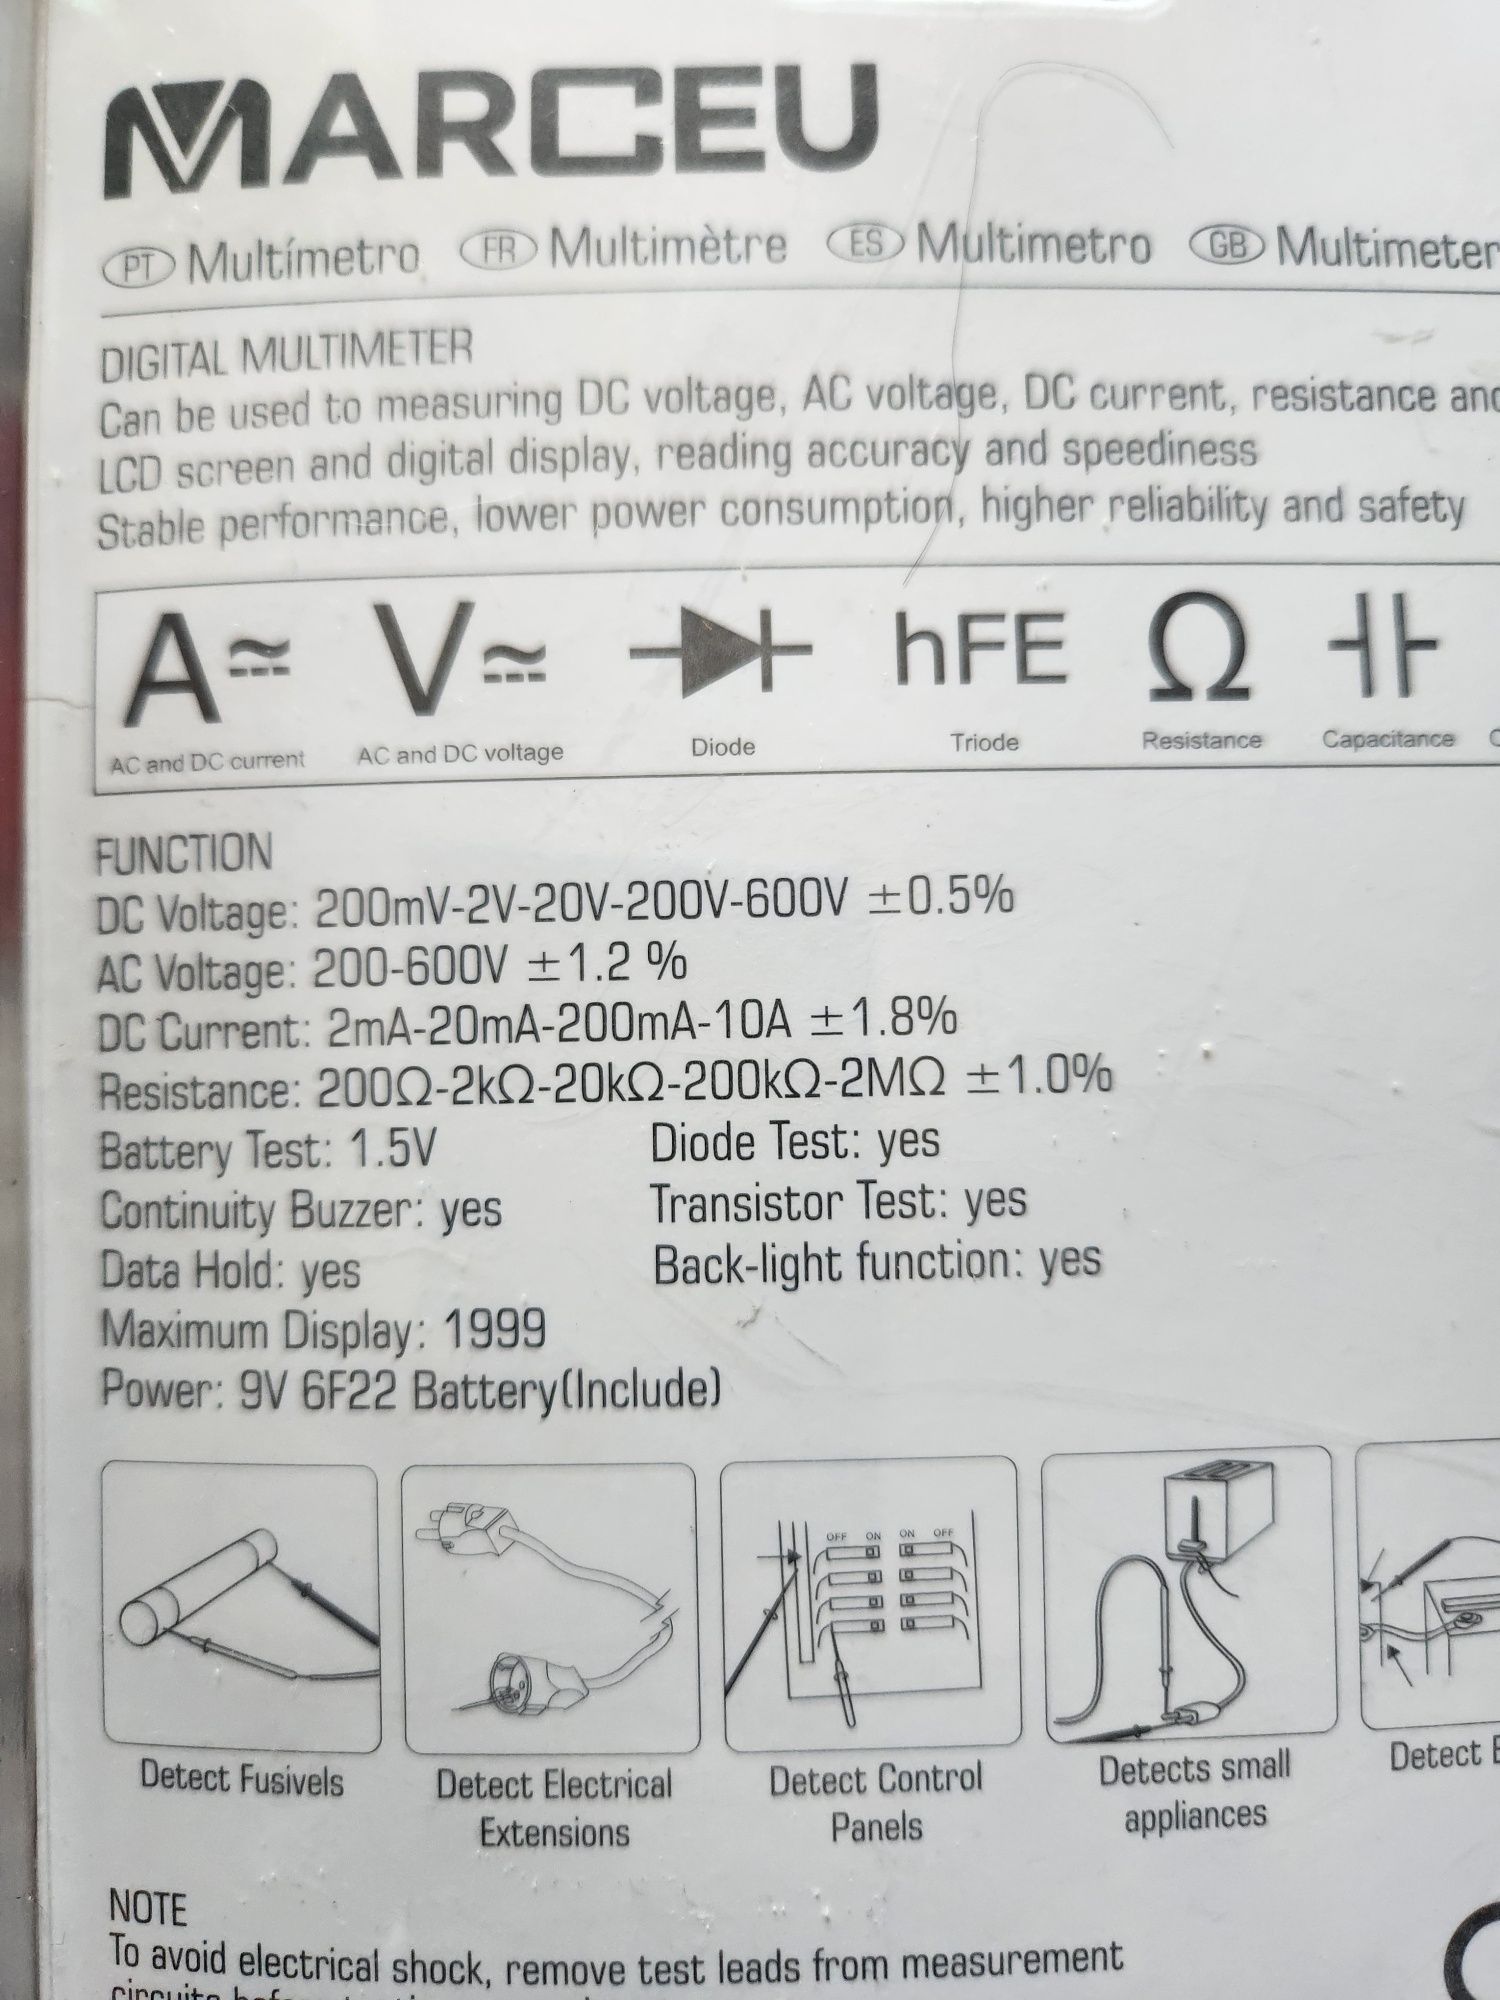 MARCEU
PT Multímetro FR Multimètre ES Multimetro GB Multimeter
DIGITAL MULTIMETER
Can be used to measuring DC voltage, AC voltage, DC current, resistance and
LCD screen and digital display, reading accuracy and speediness
Stable performance, lower power consumption, higher reliability and safety
A V hFE Ω
AC and DC current AC and DC voltage Diode Triode Resistance Capacitance
FUNCTION
DC Voltage: 200mV-2V-20V-200V-600V ±0.5%
AC Voltage: 200-600V ±1.2 %
DC Current: 2mA-20mA-200mA-10A ±1.8%
Resistance: 200Ω-2kΩ-20kΩ-200kΩ-2MΩ ±1.0%
Battery Test: 1.5V Diode Test: yes
Continuity Buzzer: yes Transistor Test: yes
Data Hold: yes Back-light function: yes
Maximum Display: 1999
Power: 9V 6F22 Battery(Include)
OFF ON ON OFF
Detect Fusivels
Detect Electrical
Extensions
Detect Control
Panels
Detects small
appliances
Detect
NOTE
To avoid electrical shock, remove test leads from measurement